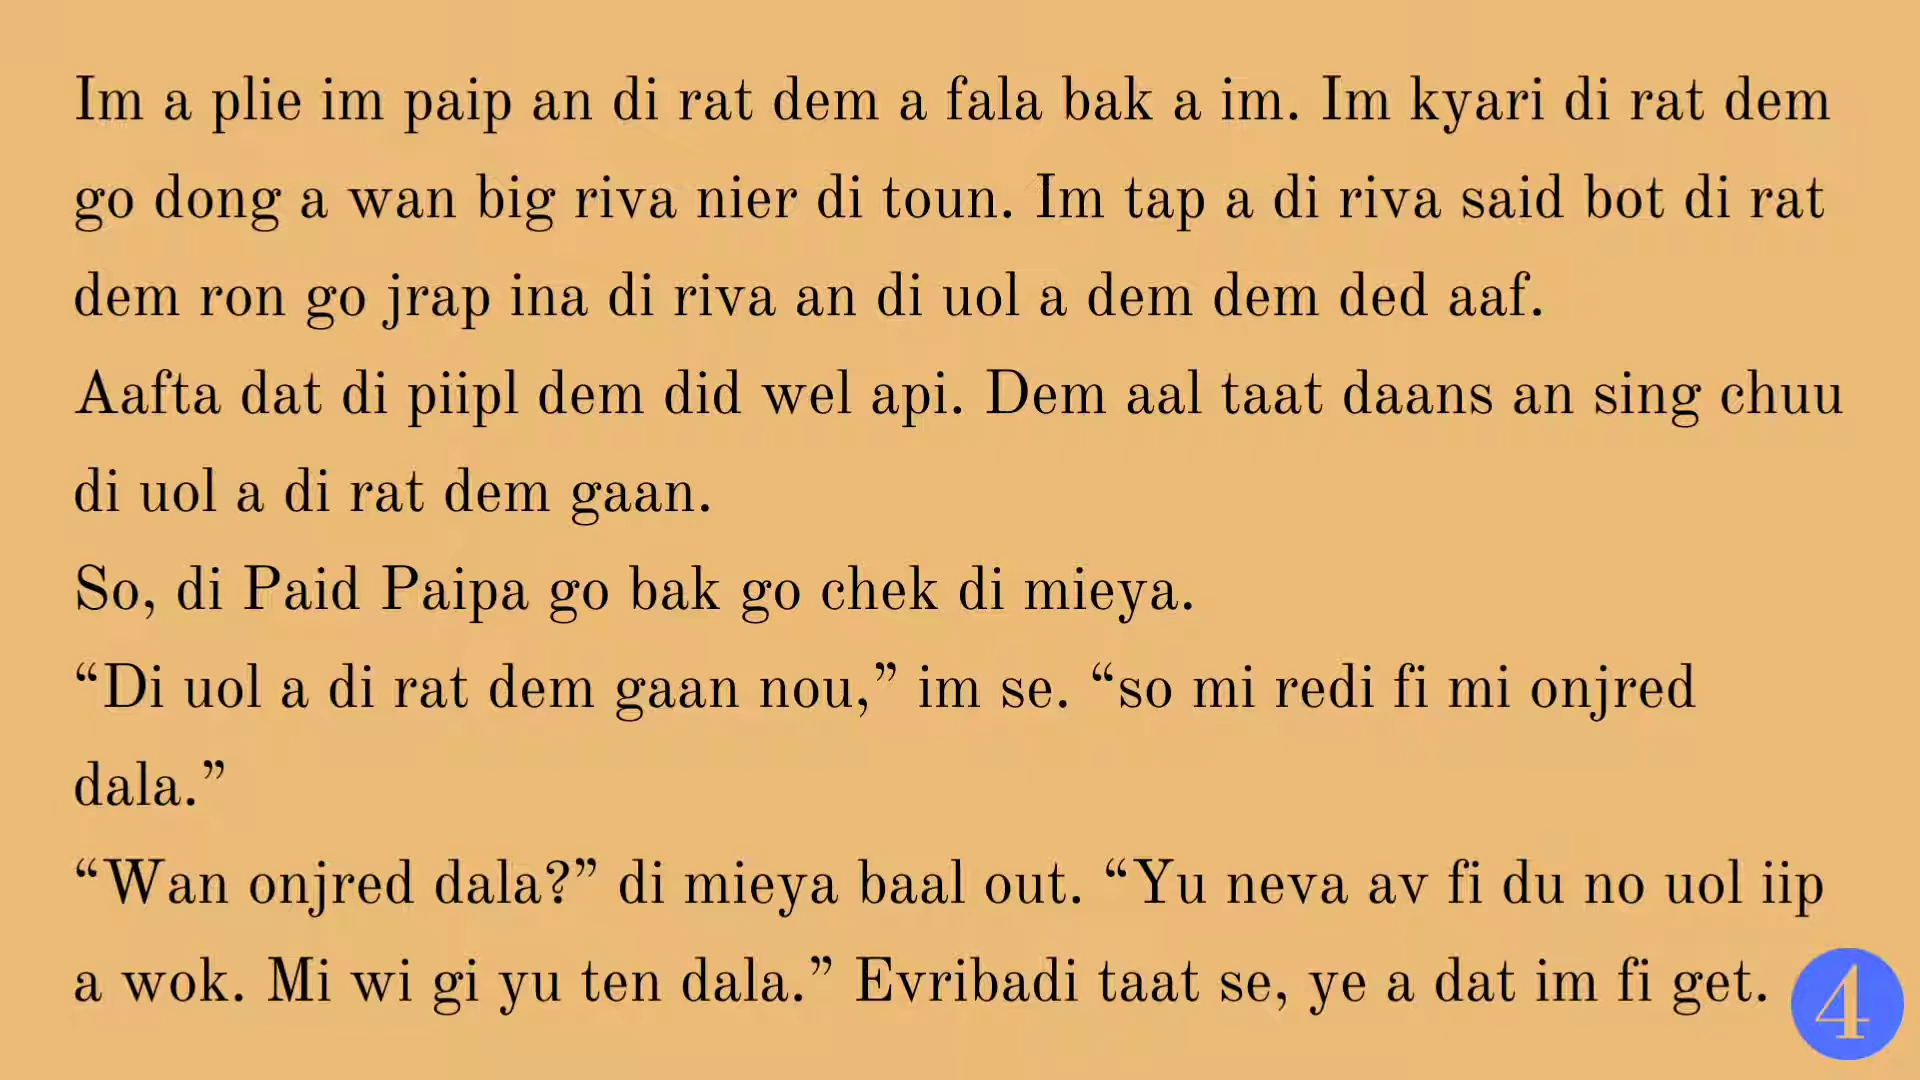 Im a plie im paip an di rat dem a fala bak a im. Im kyari di rat dem
go dong a wan big riva nier di toun. Im tap a di riva said bot di rat
dem ron go jrap ina di riva an di uol a dem dem ded aaf.
Aafta dat di piipl dem did wel api. Dem aal taat daans an sing chuu
di uol a di rat dem gaan.
So, di Paid Paipa go bak go chek di mieya.
“Di uol a di rat dem gaan nou,” im se. “so mi redi fi mi onjred
dala.”
“Wan onjred dala?” di mieya baal out. “Yu neva av fi du no uol iip
a wok. Mi wi gi yu ten dala.” Evribadi taat se, ye a dat im fi get.
4